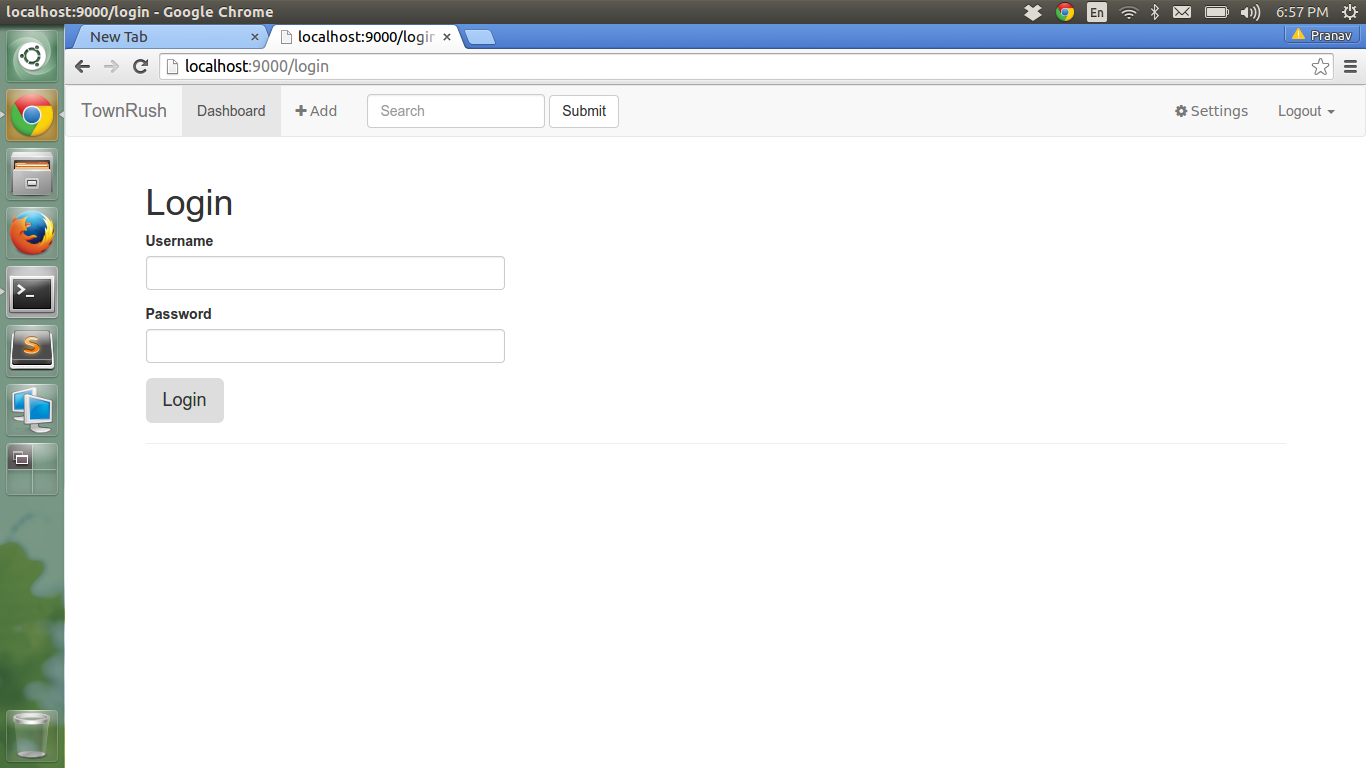 localhost:9000/login - Google Chrome
En
6:57 PM
New Tab
localhost:9000/login
Pranav
localhost:9000/login
TownRush
Dashboard
Add
Search
Submit
Settings
Logout
Login
Username
Password
Login